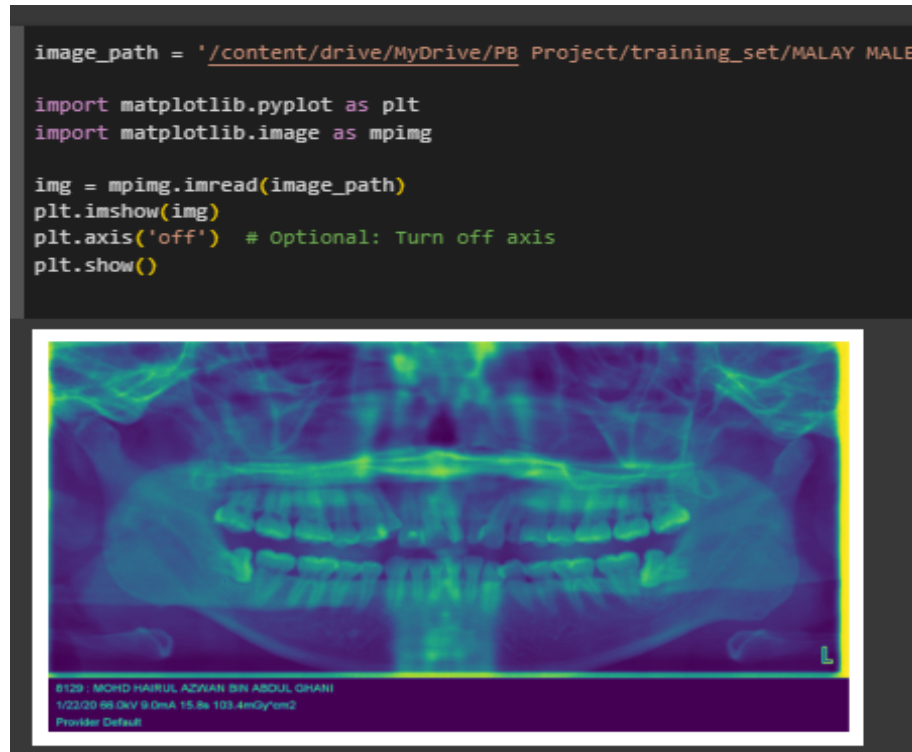 image_path = '/content/drive/MyDrive/PB Project/training_set/MALAY MALE
import matplotlib.pyplot as plt
import matplotlib.image as mpimg
img = mpimg.imread(image_path)
plt.imshow(img)
plt.axis('off')  # Optional: Turn off axis
plt.show()
L
8129 : MOHD HAIRUL AZWAN BIN ABDUL GHANI
1/22/20 66.0kV 9.0mA 15.8s 103.4mGy*cm2
Provider Default